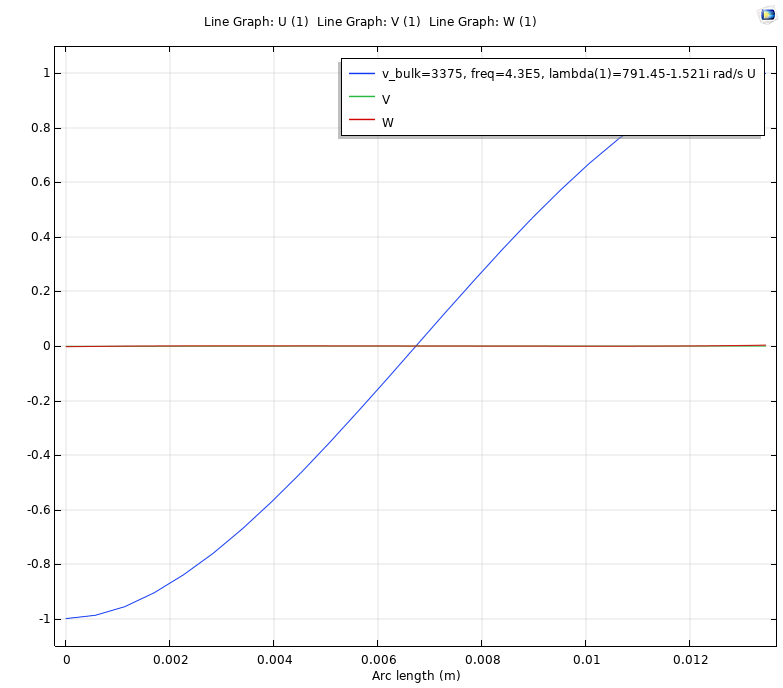 Line Graph: U (1) Line Graph: V (1) Line Graph: W (1)
v_bulk=3375, freq=4.3E5, lambda(1)=791.45-1.521i rad/s U
V
W
1
0.8
0.6
0.4
0.2
0
-0.2
-0.4
-0.6
-0.8
-1
0 0.002 0.004 0.006 0.008 0.01 0.012
Arc length (m)